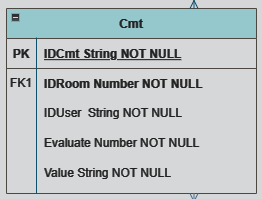 Cmt
PK IDCmt String NOT NULL
FK1 IDRoom Number NOT NULL
IDUser String NOT NULL
Evaluate Number NOT NULL
Value String NOT NULL